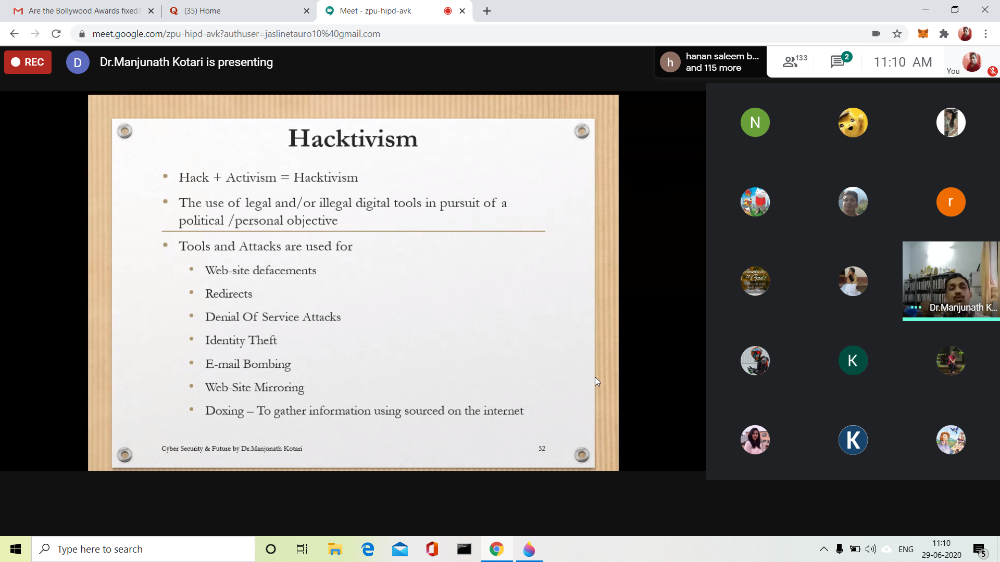 Are the Bollywood Awards fixed?
(35) Home
Meet - zpu-hipd-avk
meet.google.com/zpu-hipd-avk?authuser=jaslinetauro10%40gmail.com
REC
D
Dr.Manjunath Kotari is presenting
h
hanan saleem b...
and 115 more
133
2
11:10 AM
You
Hacktivism
Hack + Activism = Hacktivism
The use of legal and/or illegal digital tools in pursuit of a
political /personal objective
Tools and Attacks are used for
Web-site defacements
Redirects
Denial Of Service Attacks
Identity Theft
E-mail Bombing
Web-Site Mirroring
Doxing – To gather information using sourced on the internet
Cyber Security & Future by Dr.Manjunath Kotari
52
N
r
Thanks be
to God!
Dr.Manjunath K...
K
K
Type here to search
ENG
11:10
29-06-2020
5